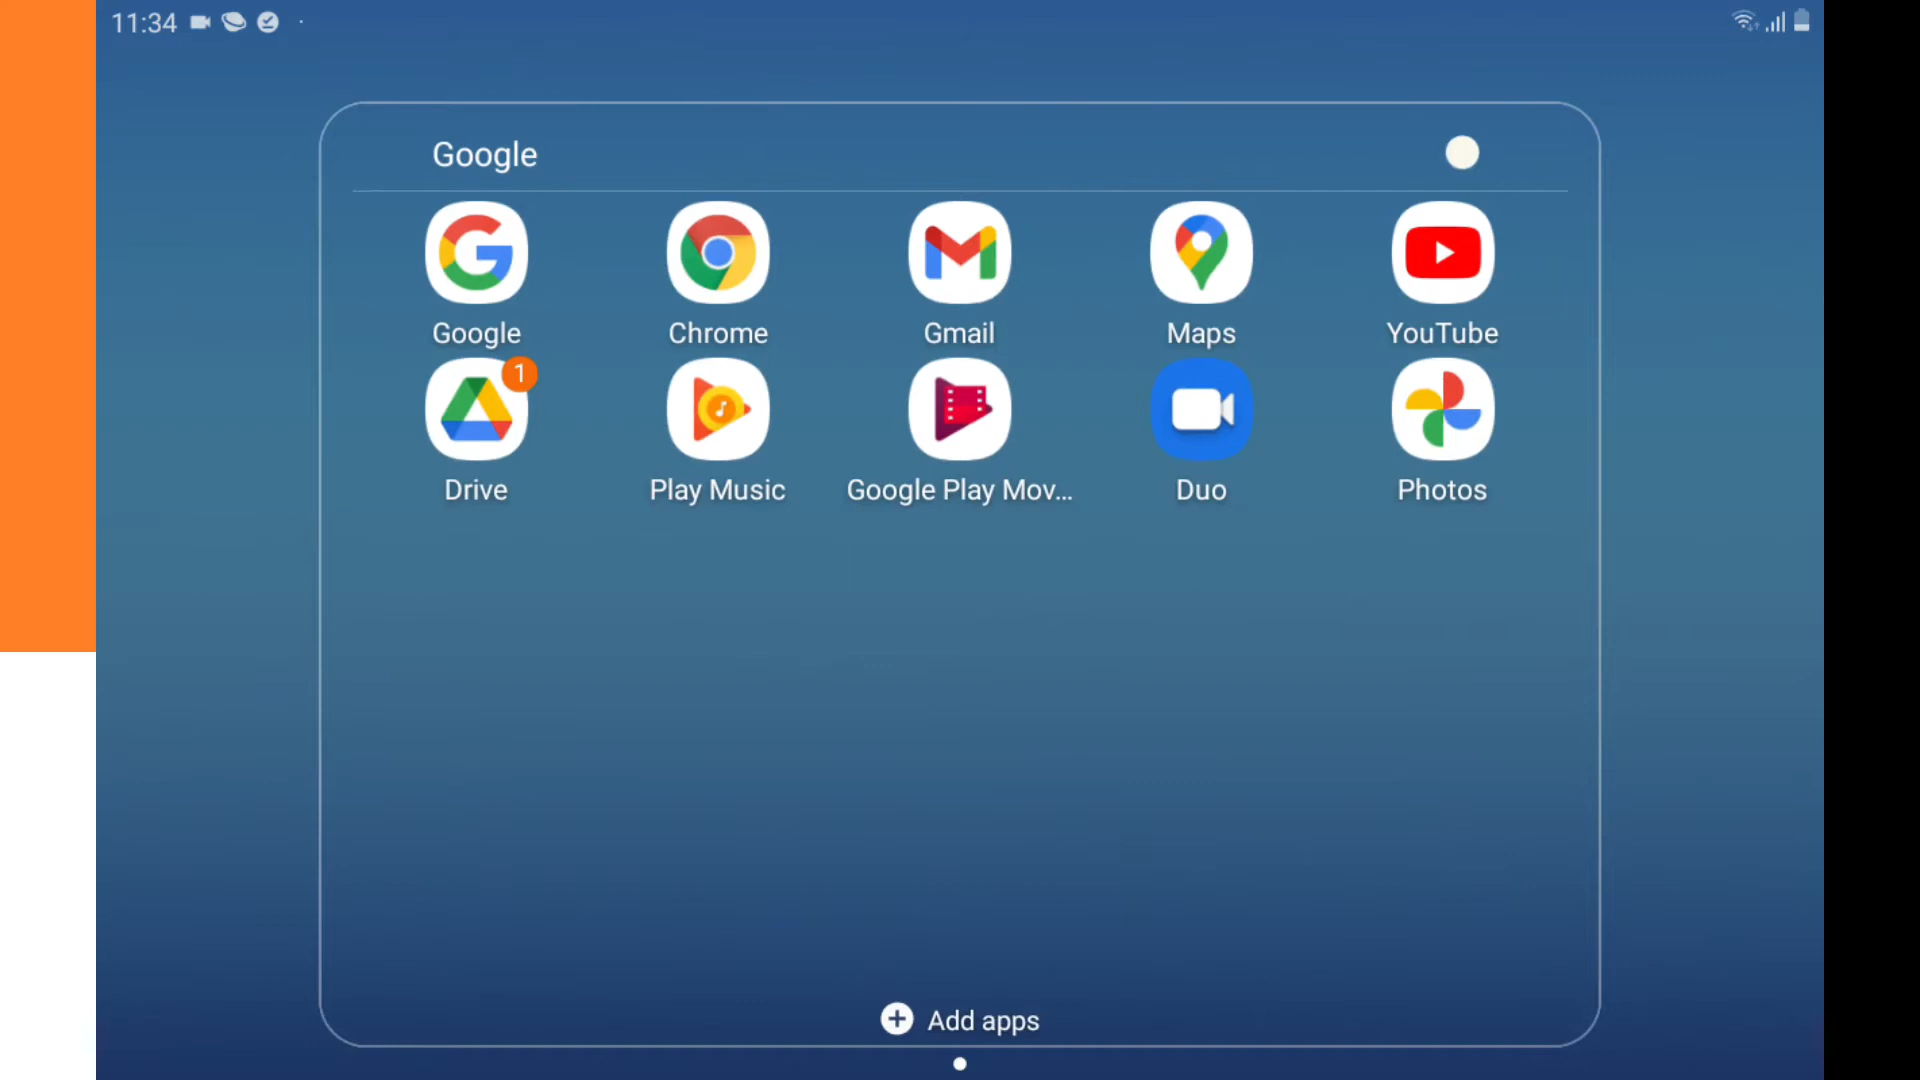 11:34
Google
Google Chrome Gmail Maps YouTube
1
Drive Play Music Google Play Mov... Duo Photos
Add apps